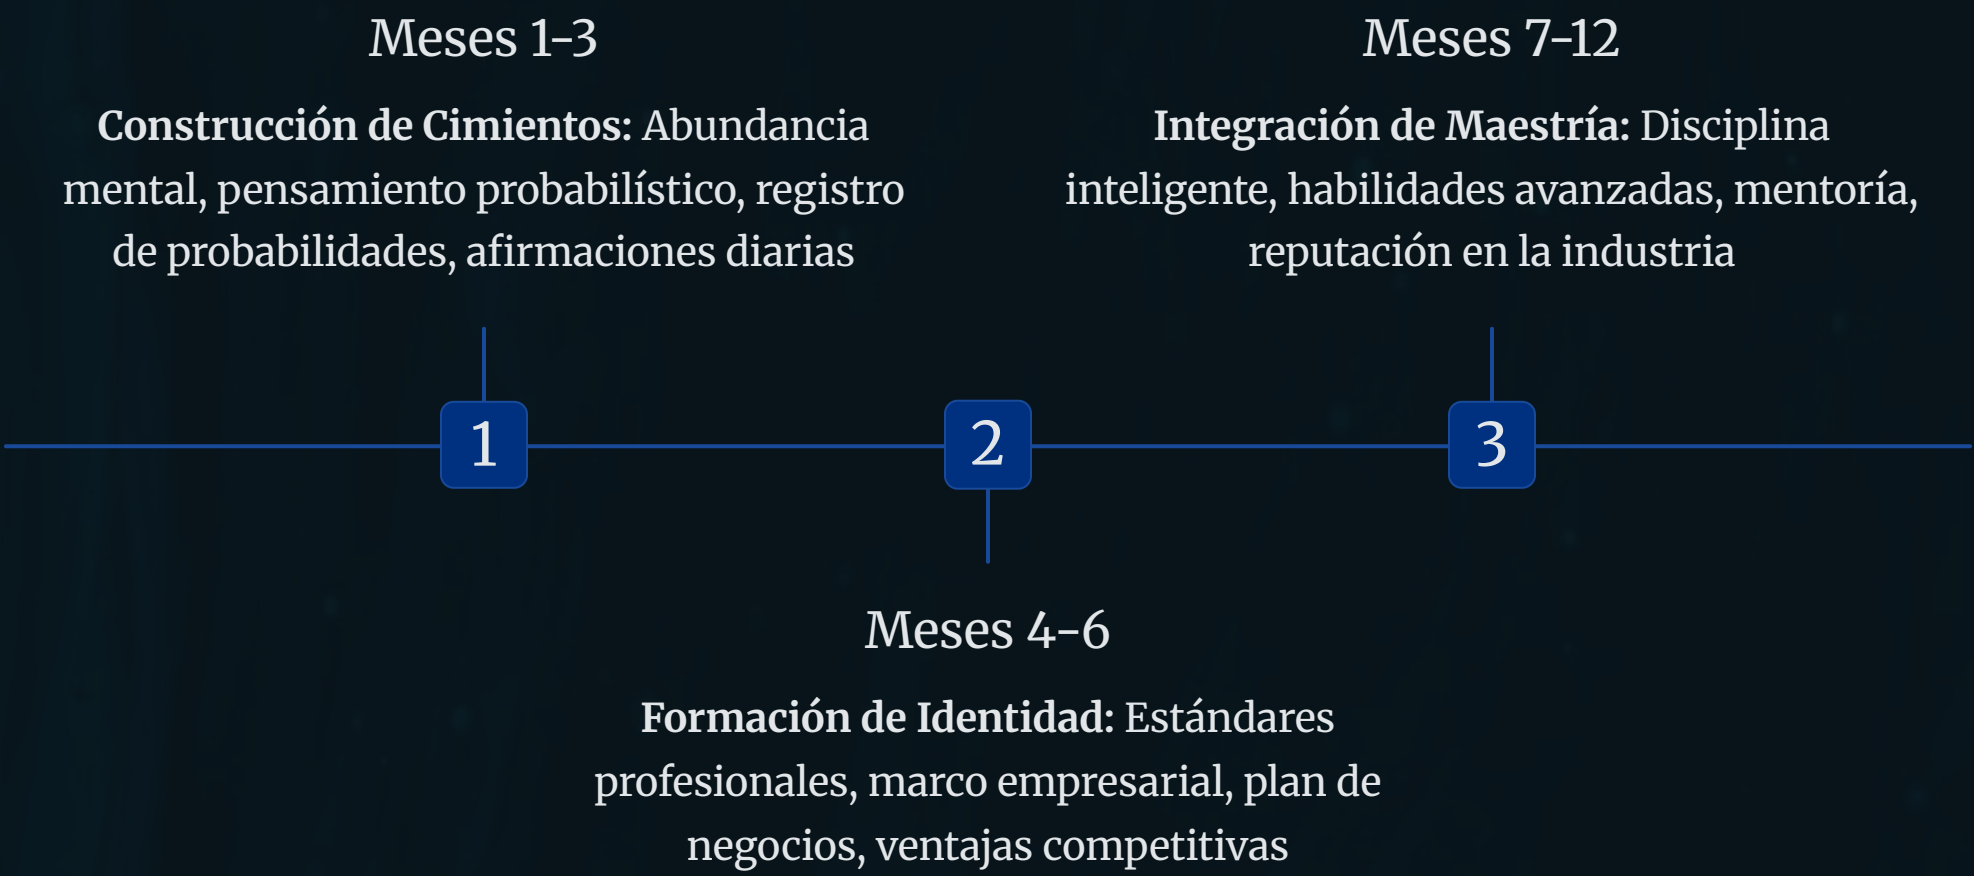 Meses 1-3
Construcción de Cimientos: Abundancia
mental, pensamiento probabilístico, registro
de probabilidades, afirmaciones diarias
Meses 7-12
Integración de Maestría: Disciplina
inteligente, habilidades avanzadas, mentoría,
reputación en la industria
1
2
3
Meses 4-6
Formación de Identidad: Estándares
profesionales, marco empresarial, plan de
negocios, ventajas competitivas